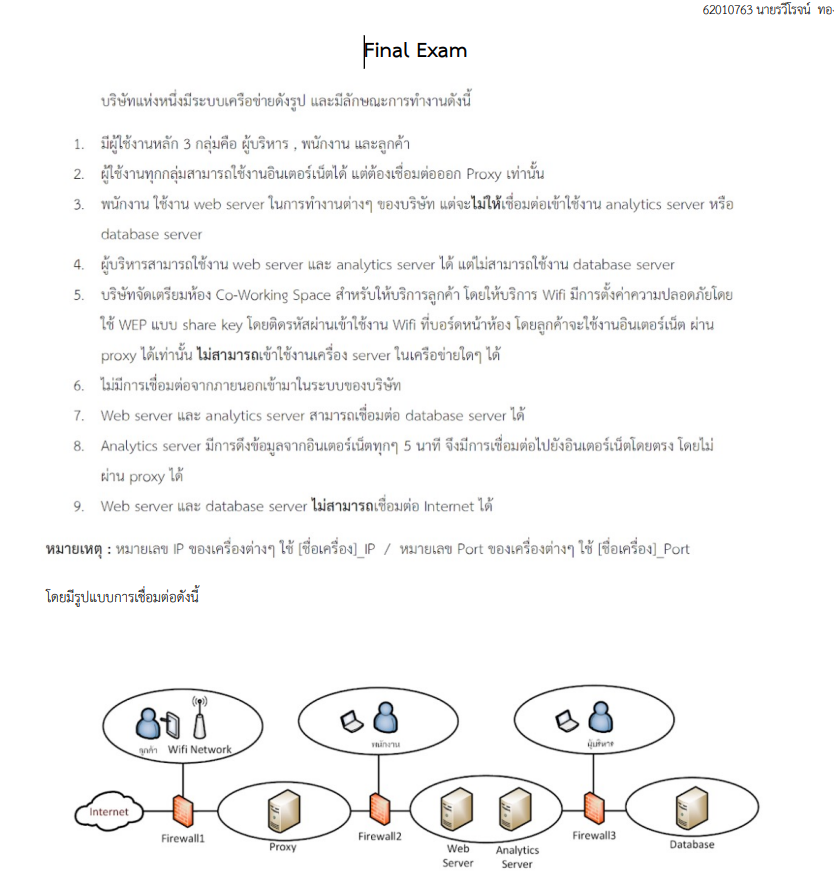 62010763 นายรวีโรจน์ ทอง
Final Exam
บริษัทแห่งหนึ่งมีระบบเครือข่ายดังรูป และมีลักษณะการทำงานดังนี้
1. มีผู้ใช้งานหลัก 3 กลุ่มคือ ผู้บริหาร , พนักงาน และลูกค้า
2. ผู้ใช้งานทุกกลุ่มสามารถใช้งานอินเตอร์เน็ตได้ แต่ต้องเชื่อมต่อออก Proxy เท่านั้น
3. พนักงาน ใช้งาน web server ในการทำงานต่างๆ ของบริษัท แต่จะไม่ให้เชื่อมต่อเข้าใช้งาน analytics server หรือ
database server
4. ผู้บริหารสามารถใช้งาน web server และ analytics server ได้ แต่ไม่สามารถใช้งาน database server
5. บริษัทจัดเตรียมห้อง Co-Working Space สำหรับให้บริการลูกค้า โดยให้บริการ Wifi มีการตั้งค่าความปลอดภัยโดย
ใช้ WEP แบบ share key โดยติดรหัสผ่านเข้าใช้งาน Wifi ที่บอร์ดหน้าห้อง โดยลูกค้าจะใช้งานอินเตอร์เน็ต ผ่าน
proxy ได้เท่านั้น ไม่สามารถเข้าใช้งานเครื่อง server ในเครือข่ายใดๆ ได้
6. ไม่มีการเชื่อมต่อจากภายนอกเข้ามาในระบบของบริษัท
7. Web server และ analytics server สามารถเชื่อมต่อ database server ได้
8. Analytics server มีการดึงข้อมูลจากอินเตอร์เน็ตทุกๆ 5 นาที จึงมีการเชื่อมต่อไปยังอินเตอร์เน็ตโดยตรง โดยไม่
ผ่าน proxy ได้
9. Web server และ database server ไม่สามารถเชื่อมต่อ Internet ได้
หมายเหตุ : หมายเลข IP ของเครื่องต่างๆ ใช้ [ชื่อเครื่อง]_IP / หมายเลข Port ของเครื่องต่างๆ ใช้ [ชื่อเครื่อง]_Port
โดยมีรูปแบบการเชื่อมต่อดังนี้
ลูกค้า Wifi Network
พนักงาน
ผู้บริหาร
Internet
Firewall1
Proxy
Firewall2
Web
Server
Analytics
Server
Firewall3
Database